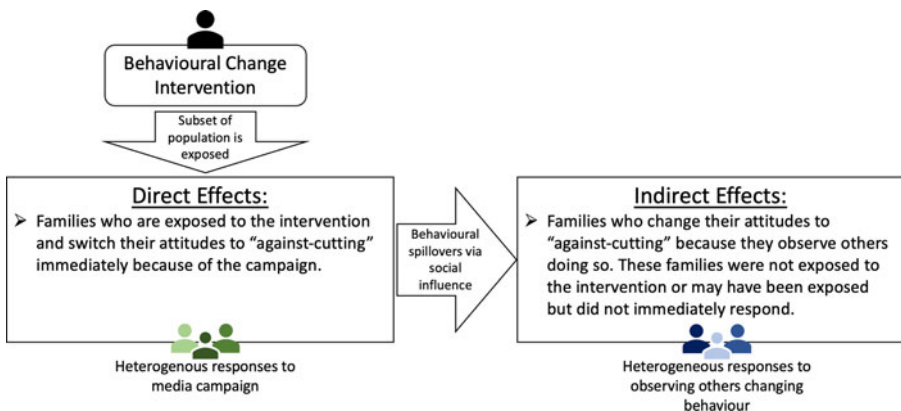 Behavioural Change
Intervention
Subset of
population is
exposed
Direct Effects:
➢ Families who are exposed to the intervention
and switch their attitudes to “against-cutting”
immediately because of the campaign.
Behavioural
spillovers via
social
influence
Indirect Effects:
➢ Families who change their attitudes to
“against-cutting” because they observe others
doing so. These families were not exposed to
the intervention or may have been exposed
but did not immediately respond.
Heterogenous responses to
media campaign
Heterogeneous responses to
observing others changing
behaviour